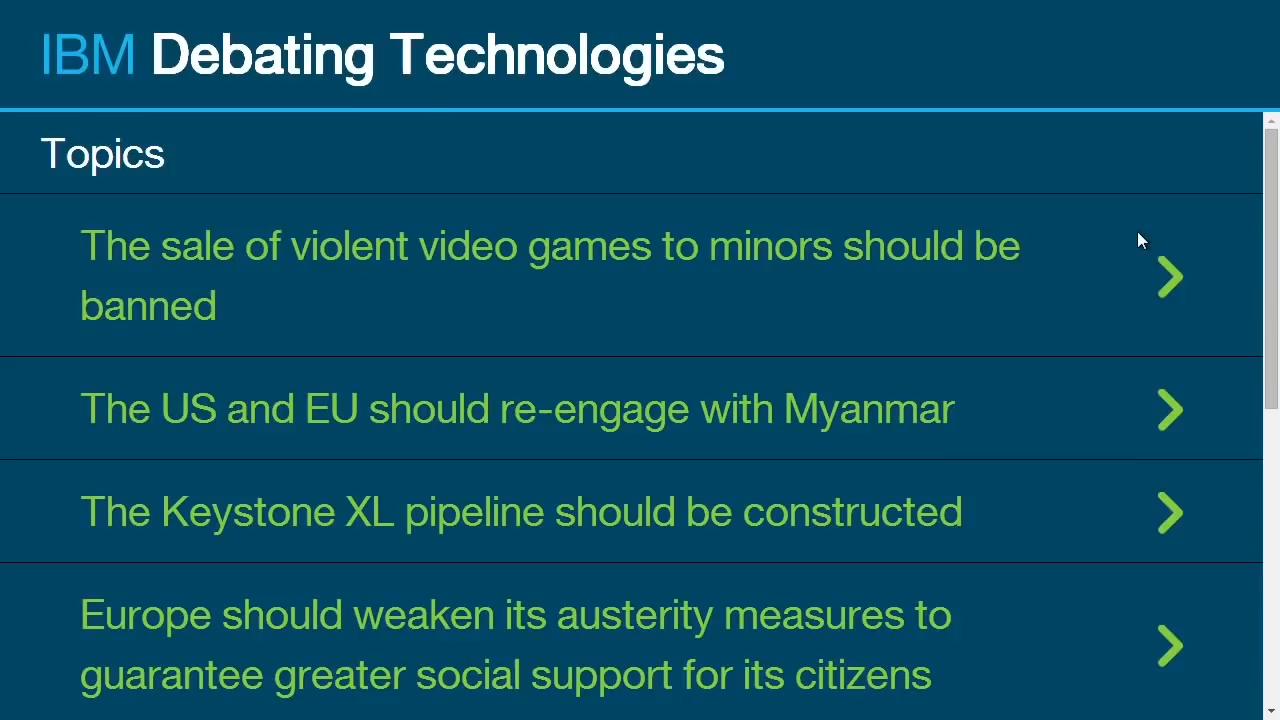 IBM Debating Technologies
Topics
The sale of violent video games to minors should be
banned
The US and EU should re-engage with Myanmar
The Keystone XL pipeline should be constructed
Europe should weaken its austerity measures to
guarantee greater social support for its citizens